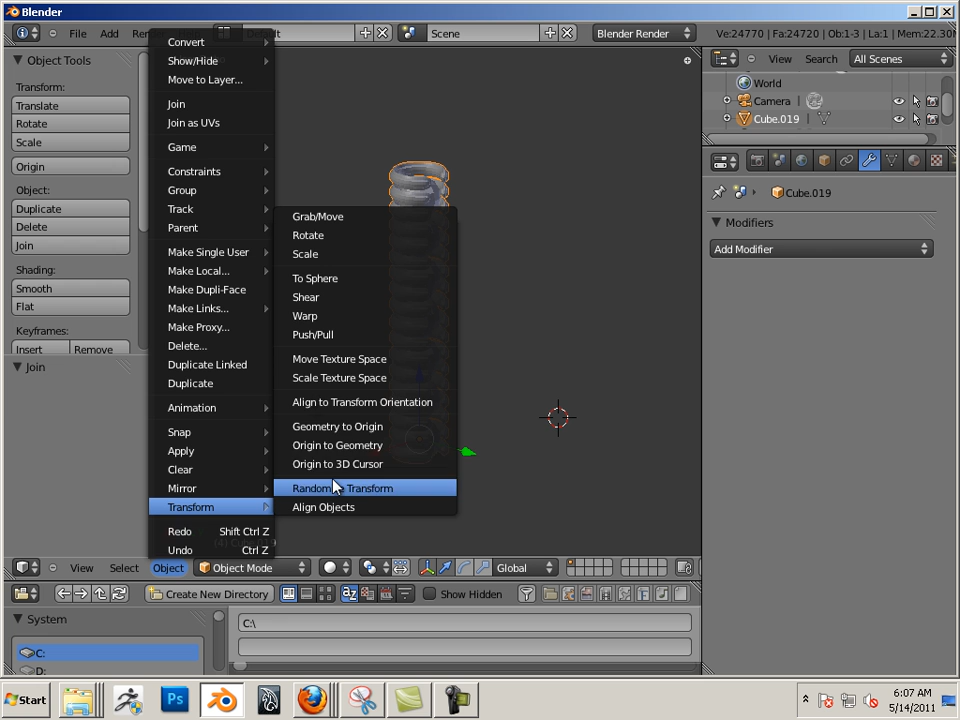 Blender
File Add Re Default Scene Blender Render Ve:24770 | Fa:24720 | Ob:1-3 | La:1 | Mem:22.30
Object Tools
Transform:
Translate
Rotate
Scale
Origin
Object:
Duplicate
Delete
Join
Shading:
Smooth
Flat
Keyframes:
Insert Remove
Join
Convert
Show/Hide
Move to Layer...
Join
Join as UVs
Game
Constraints
Group
Track
Parent
Make Single User
Make Local...
Make Dupli-Face
Make Links...
Make Proxy...
Delete...
Duplicate Linked
Duplicate
Animation
Snap
Apply
Clear
Mirror
Transform
Redo Shift Ctrl Z
Undo Ctrl Z
Grab/Move
Rotate
Scale
To Sphere
Shear
Warp
Push/Pull
Move Texture Space
Scale Texture Space
Align to Transform Orientation
Geometry to Origin
Origin to Geometry
Origin to 3D Cursor
Random Transform
Align Objects
View Search All Scenes
World
Camera
Cube.019
Cube.019
Modifiers
Add Modifier
View Select Object Object Mode Global
Create New Directory Show Hidden
System
C:
D:
C:\
Start Ps 6:07 AM
5/14/2011